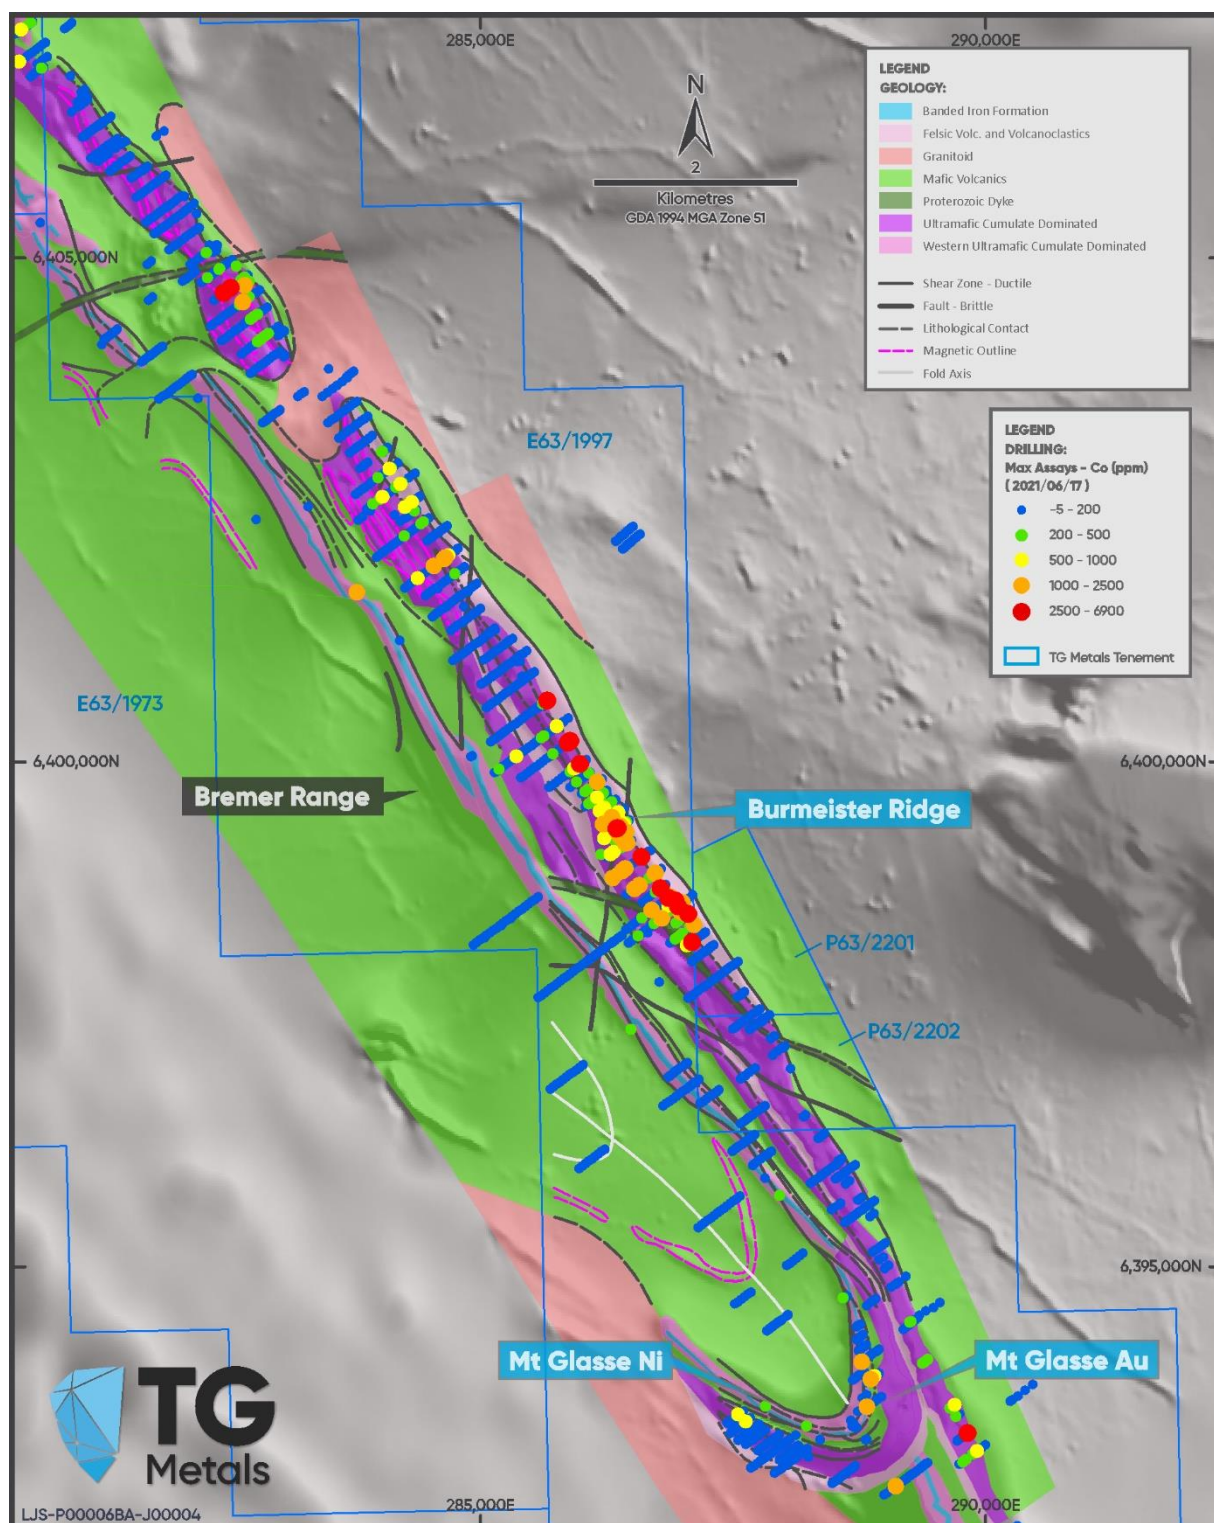 285,000E
290,000E
N
2
Kilometres
GDA 1994 MGA Zone 51
LEGEND
GEOLOGY:
Banded Iron Formation
Felsic Volc. and Volcanoclastics
Granitoid
Mafic Volcanics
Proterozoic Dyke
Ultramafic Cumulate Dominated
Western Ultramafic Cumulate Dominated
Shear Zone - Ductile
Fault - Brittle
Lithological Contact
Magnetic Outline
Fold Axis
6,405,000N
LEGEND
DRILLING:
Max Assays - Co (ppm)
( 2021/06/17 )
-5 - 200
200 - 500
500 - 1000
1000 - 2500
2500 - 6900
TG Metals Tenement
E63/1997
E63/1973
6,400,000N
6,400,000N
Bremer Range
Burmeister Ridge
P63/2201
P63/2202
6,395,000N
Mt Glasse Ni
Mt Glasse Au
TG
Metals
LJS-P00006BA-J00004
285,000E
290,000E